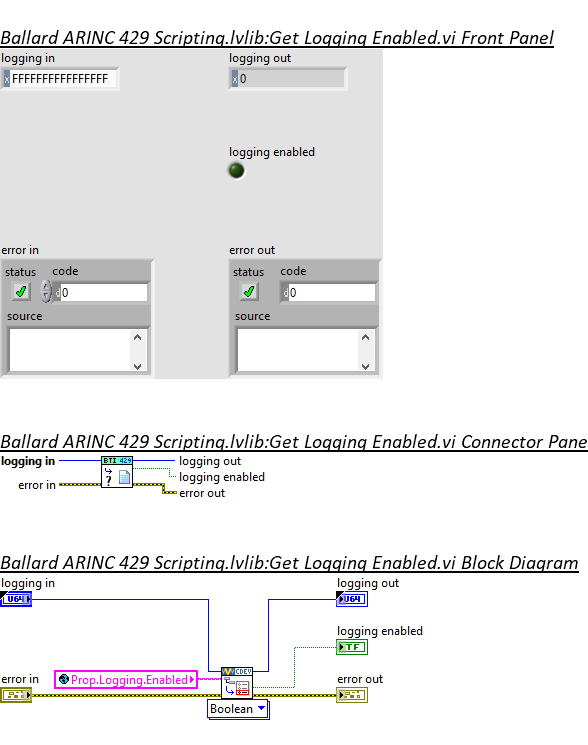 Ballard ARINC 429 Scripting.lvlib:Get Logging Enabled.vi Front Panel
logging in
logging out
x FFFFFFFFFFFFFFFF
x 0
logging enabled
error in
error out
status code
status code
d 0
d 0
source
source
Ballard ARINC 429 Scripting.lvlib:Get Logging Enabled.vi Connector Pane
logging in
BTI 429
logging out
?
logging enabled
error in
error out
Ballard ARINC 429 Scripting.lvlib:Get Logging Enabled.vi Block Diagram
logging in
logging out
U64
U64
logging enabled
TF
error in
Prop.Logging.Enabled
CDEV
error out
Boolean